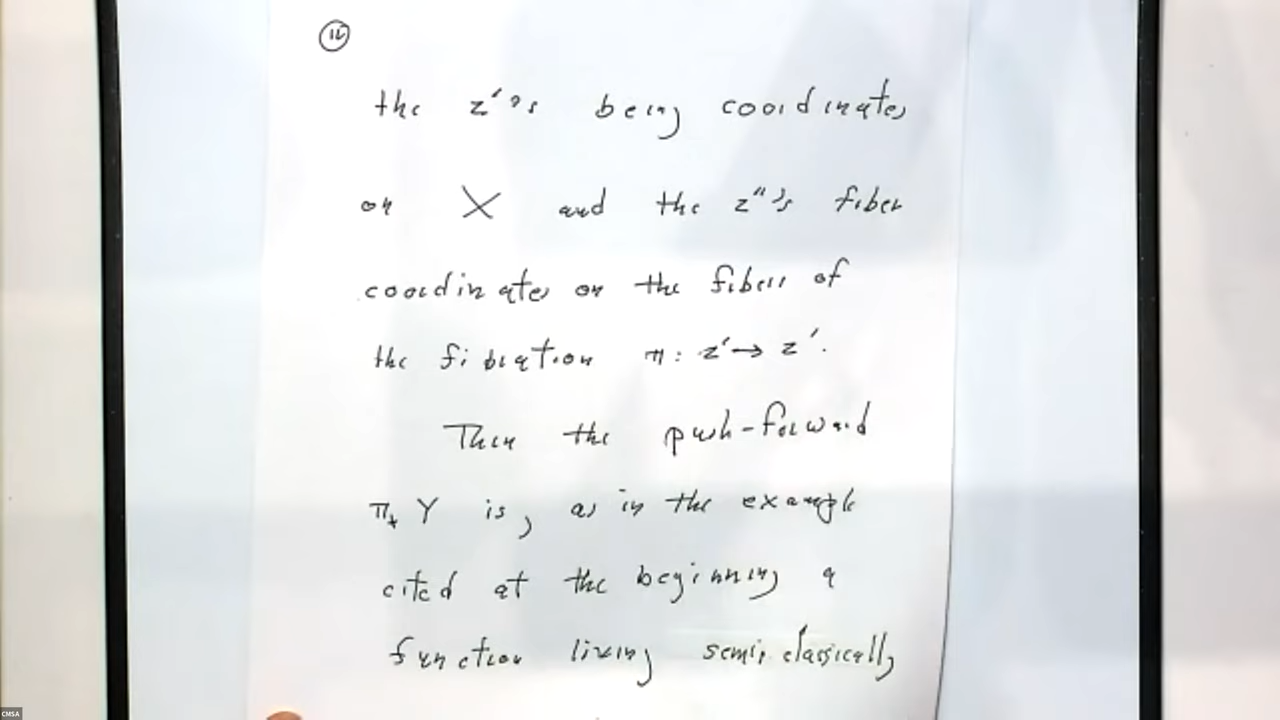 the z''s being coordinates
on X and the z'''s fiber
coordinates on the fibers of
the fibration π: z' → z'.
Then the push-forward
π⁎ Y is, as in the example
cited at the beginning a
function living semi-classically
CMSA